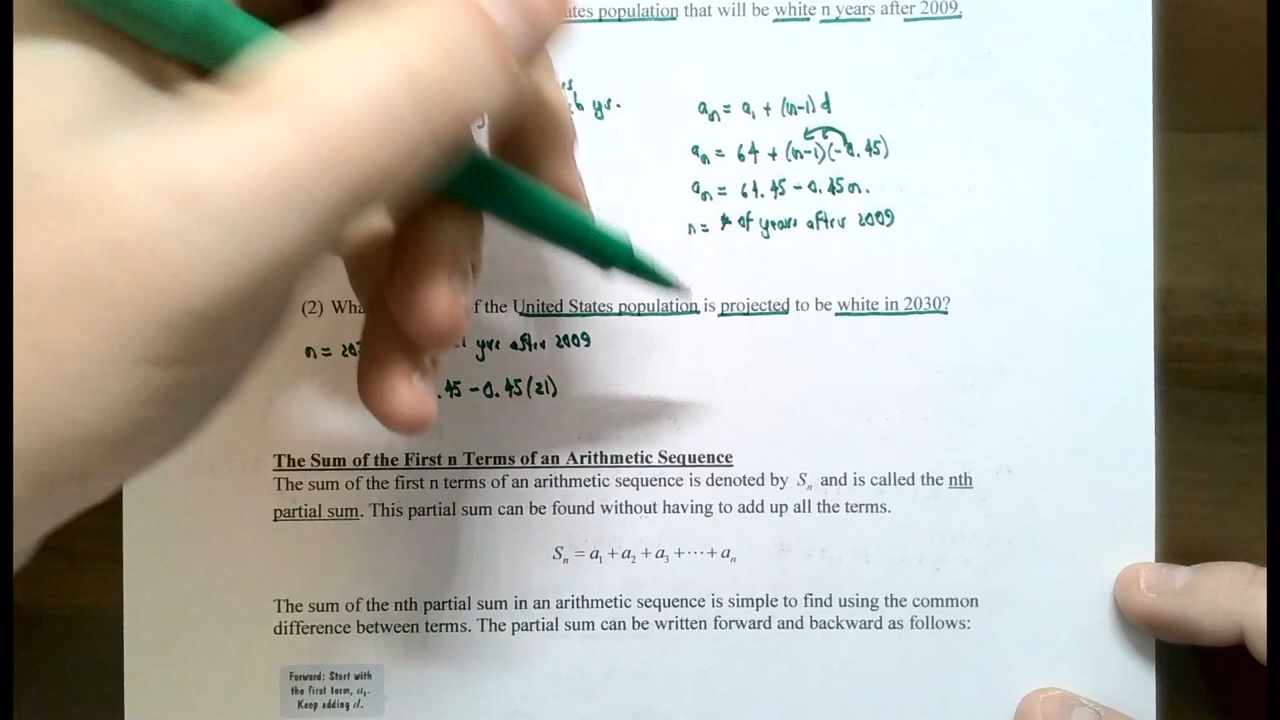 ates population that will be white n years after 2009.
ys.
aₙ = a₁ + (n-1)d
aₙ = 64 + (n-1)(-0.45)
aₙ = 64.45 - 0.45n.
n = # of years after 2009
(2) Wha f the United States population is projected to be white in 2030?
n = 20 yrs after 2009
.45 - 0.45(21)
The Sum of the First n Terms of an Arithmetic Sequence
The sum of the first n terms of an arithmetic sequence is denoted by Sₙ and is called the nth
partial sum. This partial sum can be found without having to add up all the terms.
Sₙ = a₁ + a₂ + a₃ + ⋯ + aₙ
The sum of the nth partial sum in an arithmetic sequence is simple to find using the common
difference between terms. The partial sum can be written forward and backward as follows:
Forward: Start with
the first term, a₁.
Keep adding d.